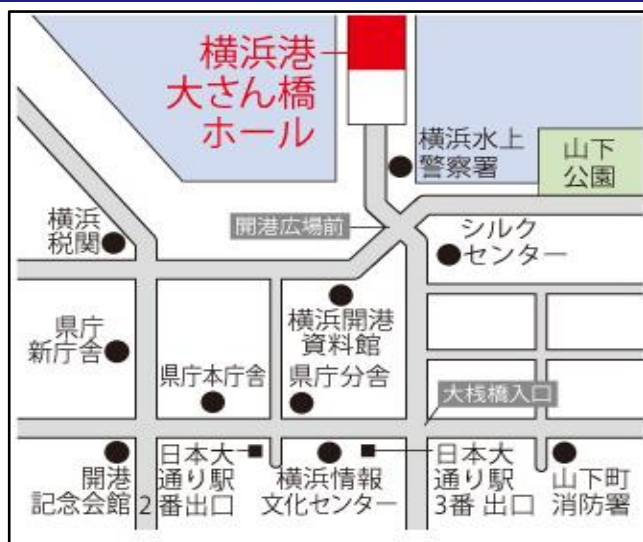 横浜港
大さん橋
ホール
横浜水上
警察署
山下
公園
横浜
税関
開港広場前
シルク
センター
県庁
新庁舎
横浜開港
資料館
県庁本庁舎
県庁分舎
大桟橋入口
開港
記念会館
日本大
通り駅
2番出口
横浜情報
文化センター
日本大
通り駅
3番 出口
山下町
消防署